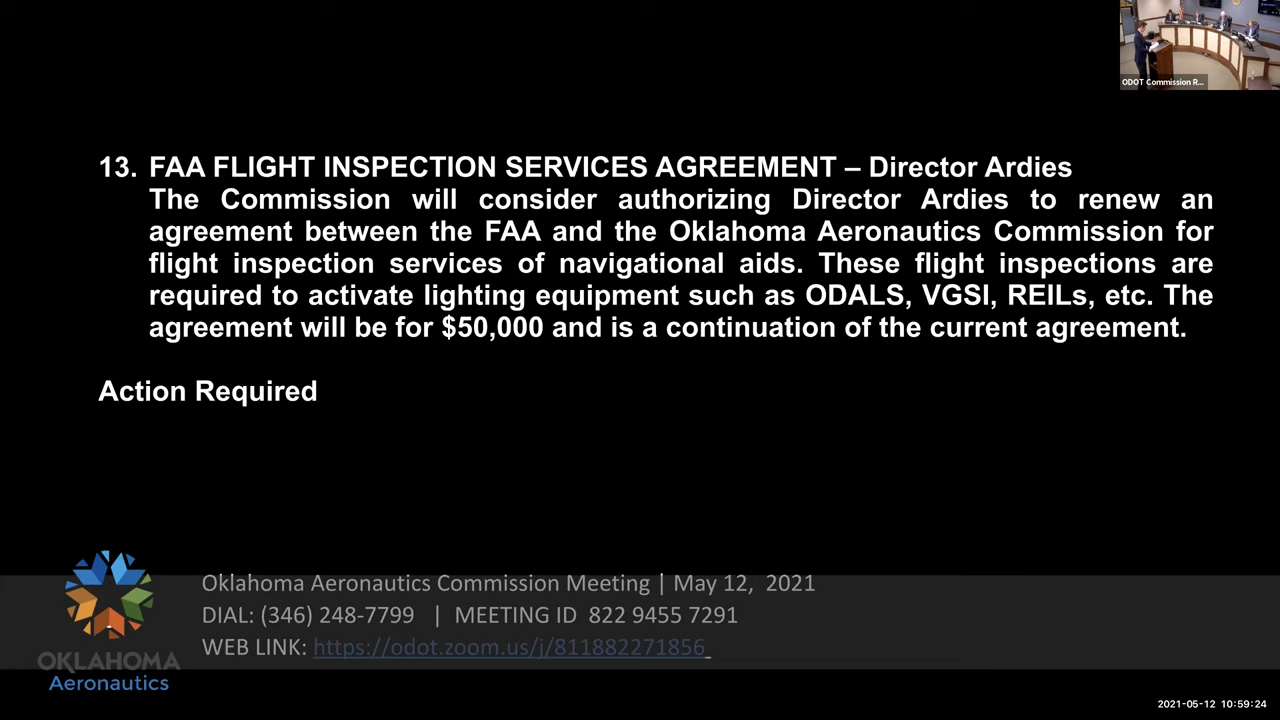 ODOT Commission R...
13. FAA FLIGHT INSPECTION SERVICES AGREEMENT – Director Ardies
The Commission will consider authorizing Director Ardies to renew an
agreement between the FAA and the Oklahoma Aeronautics Commission for
flight inspection services of navigational aids. These flight inspections are
required to activate lighting equipment such as ODALS, VGSI, REILs, etc. The
agreement will be for $50,000 and is a continuation of the current agreement.
Action Required
Oklahoma Aeronautics Commission Meeting | May 12, 2021
DIAL: (346) 248-7799 | MEETING ID 822 9455 7291
WEB LINK: https://odot.zoom.us/j/811882271856
OKLAHOMA
Aeronautics
2021-05-12 10:59:24